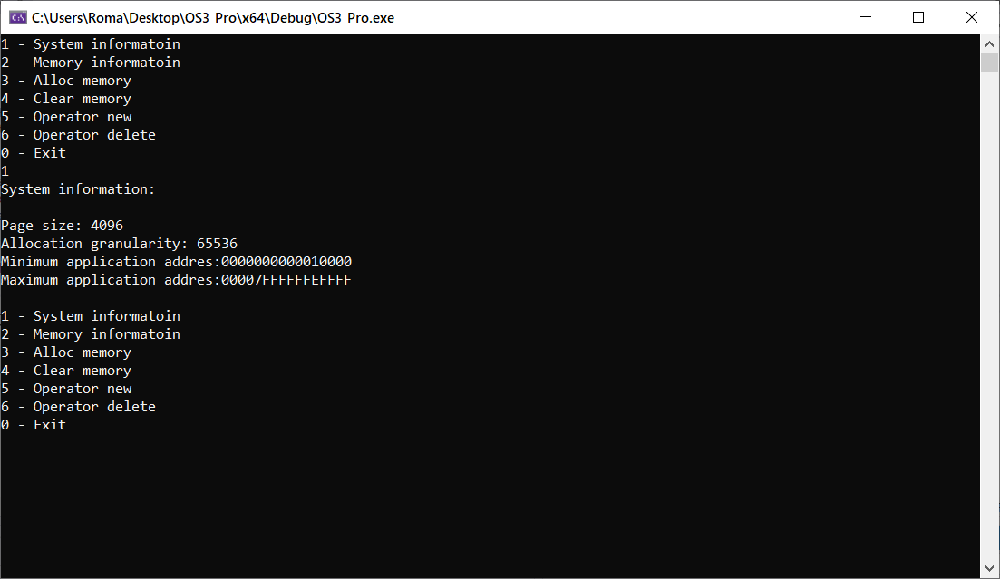 C:\Users\Roma\Desktop\OS3_Pro\x64\Debug\OS3_Pro.exe
1 - System informatoin
2 - Memory informatoin
3 - Alloc memory
4 - Clear memory
5 - Operator new
6 - Operator delete
0 - Exit
1
System information:
Page size: 4096
Allocation granularity: 65536
Minimum application addres:0000000000010000
Maximum application addres:00007FFFFFFEFFFF
1 - System informatoin
2 - Memory informatoin
3 - Alloc memory
4 - Clear memory
5 - Operator new
6 - Operator delete
0 - Exit